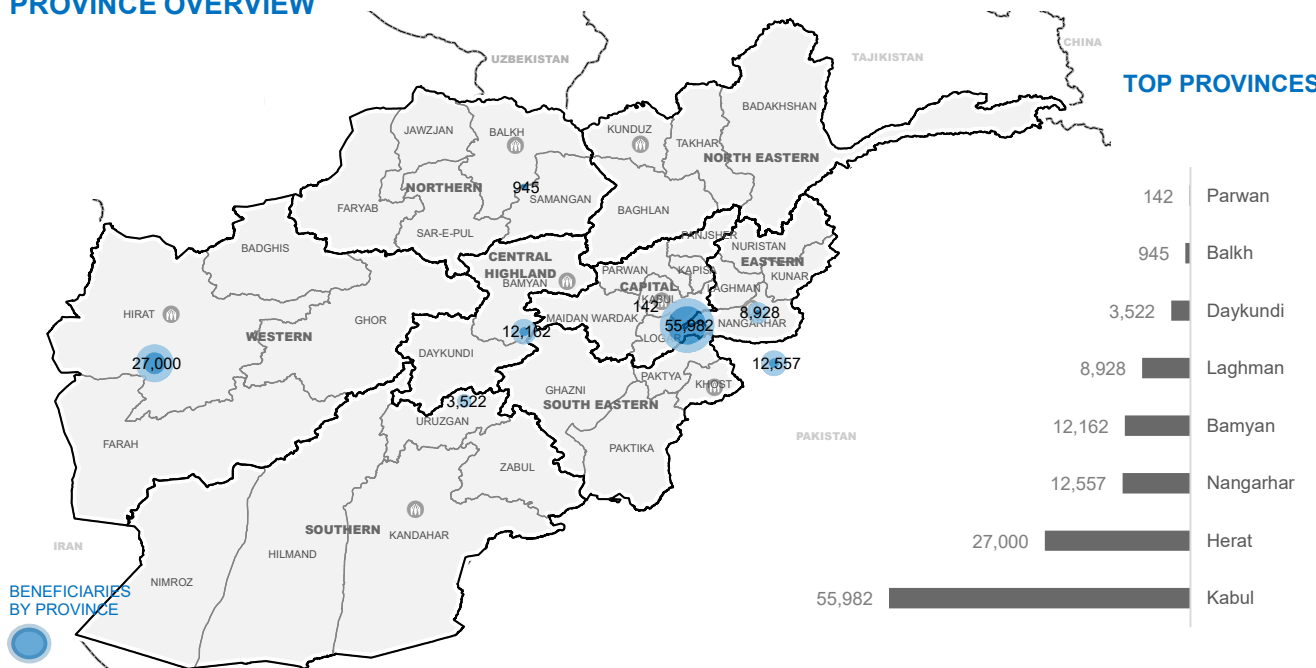 PROVINCE OVERVIEW
CHINA
UZBEKISTAN
TAJIKISTAN
TOP PROVINCES
BADAKHSHAN
JAWZJAN
BALKH
KUNDUZ
TAKHAR
NORTH EASTERN
NORTHERN
945
SAMANGAN
FARYAB
BAGHLAN
SAR-E-PUL
PANJSHER
NURISTAN
BADGHIS
CENTRAL
HIGHLAND
EASTERN
PARWAN
KAPISA
KUNAR
BAMYAN
CAPITAL
LAGHMAN
KABUL
142
HIRAT
GHOR
MAIDAN WARDAK
8,928
55,982
NANGARHAR
WESTERN
12,162
LOGAR
DAYKUNDI
27,000
12,557
PAKTYA
KHOST
GHAZNI
3,522
SOUTH EASTERN
URUZGAN
FARAH
PAKISTAN
PAKTIKA
ZABUL
SOUTHERN
KANDAHAR
IRAN
HILMAND
NIMROZ
BENEFICIARIES
BY PROVINCE
142 Parwan
945 Balkh
3,522 Daykundi
8,928 Laghman
12,162 Bamyan
12,557 Nangarhar
27,000 Herat
55,982 Kabul